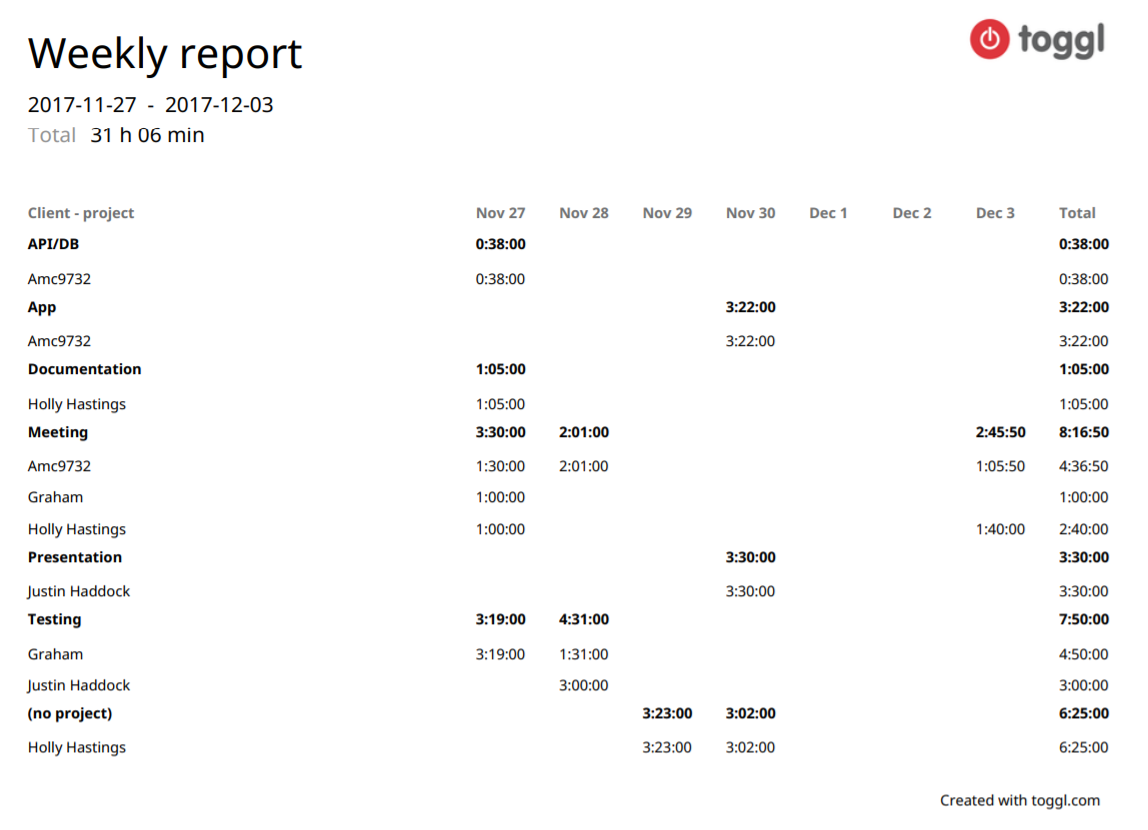 Weekly report
toggl
2017-11-27 - 2017-12-03
Total 31 h 06 min
Client - project Nov 27 Nov 28 Nov 29 Nov 30 Dec 1 Dec 2 Dec 3 Total
API/DB 0:38:00 0:38:00
Amc9732 0:38:00 0:38:00
App 3:22:00 3:22:00
Amc9732 3:22:00 3:22:00
Documentation 1:05:00 1:05:00
Holly Hastings 1:05:00 1:05:00
Meeting 3:30:00 2:01:00 2:45:50 8:16:50
Amc9732 1:30:00 2:01:00 1:05:50 4:36:50
Graham 1:00:00 1:00:00
Holly Hastings 1:00:00 1:40:00 2:40:00
Presentation 3:30:00 3:30:00
Justin Haddock 3:30:00 3:30:00
Testing 3:19:00 4:31:00 7:50:00
Graham 3:19:00 1:31:00 4:50:00
Justin Haddock 3:00:00 3:00:00
(no project) 3:23:00 3:02:00 6:25:00
Holly Hastings 3:23:00 3:02:00 6:25:00
Created with toggl.com